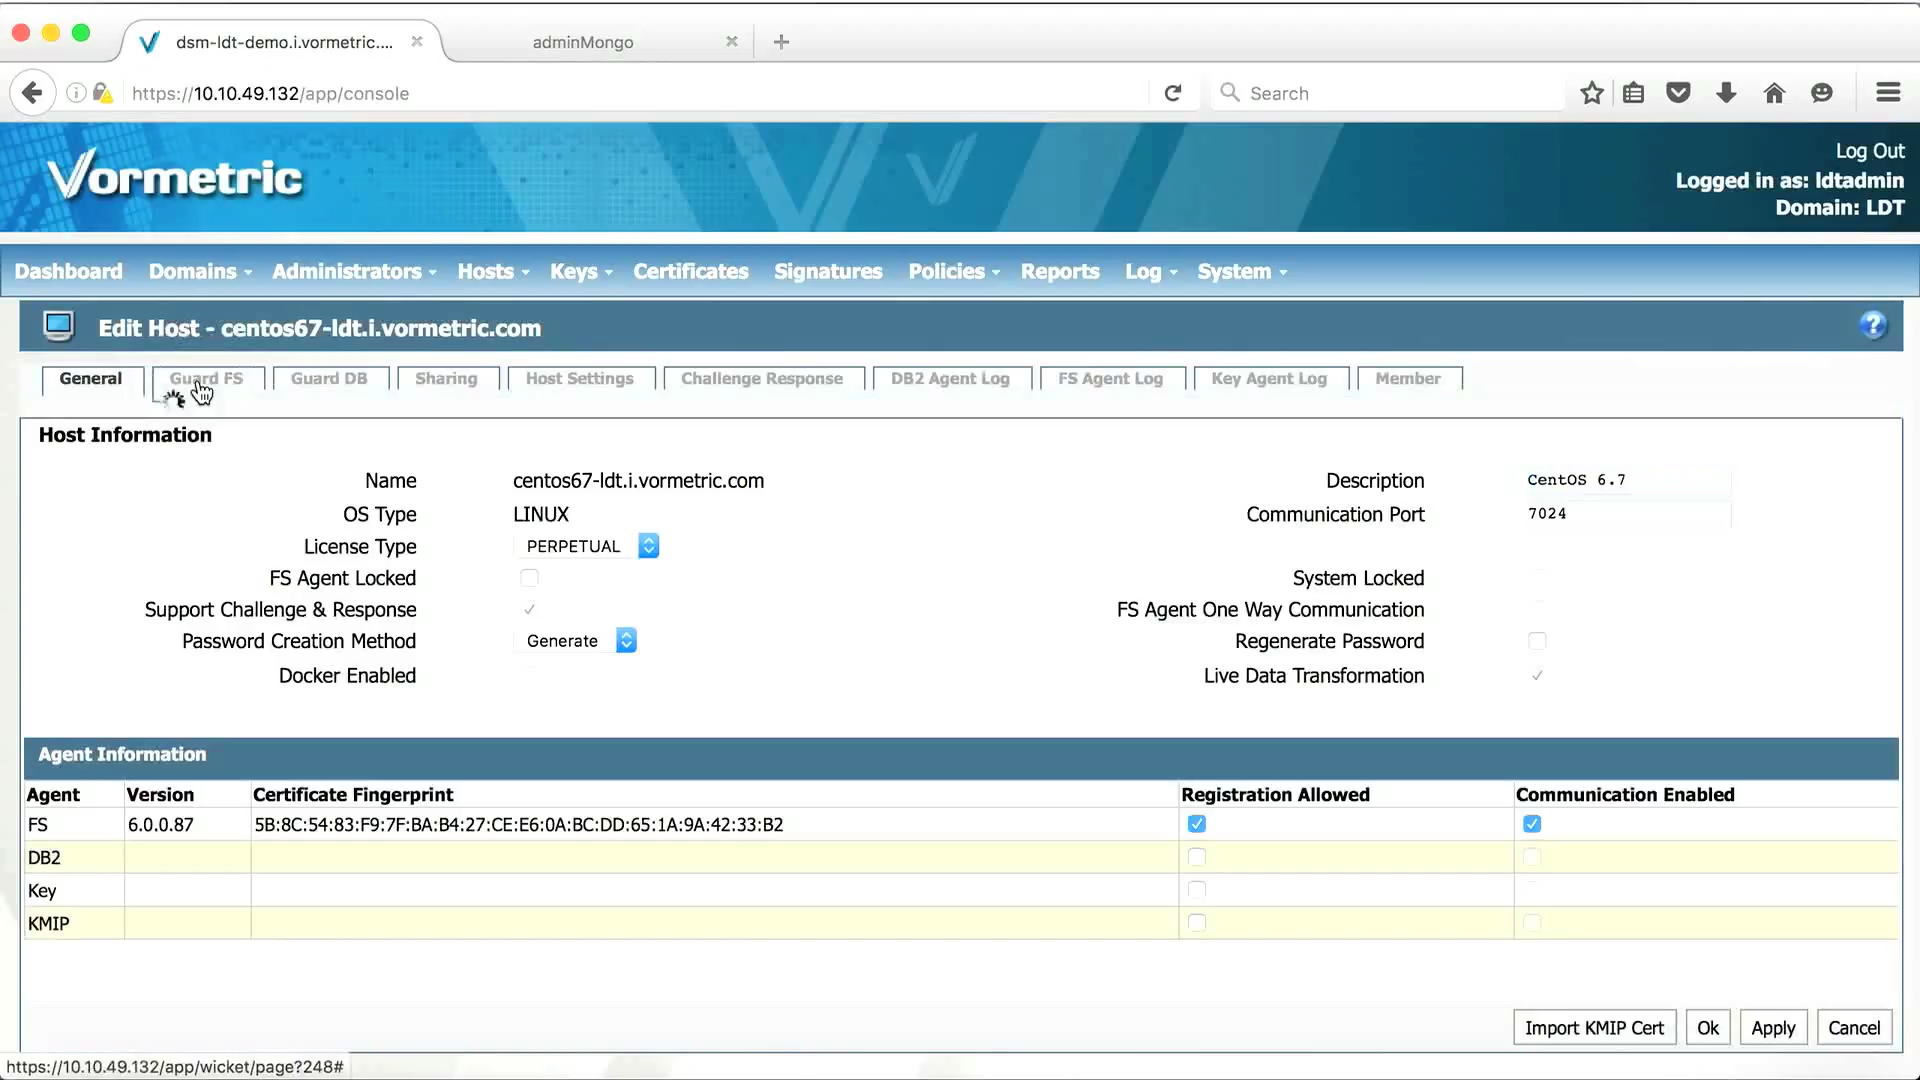 dsm-ldt-demo.i.vormetric....
adminMongo
https://10.10.49.132/app/console
Search
Vormetric
Log Out
Logged in as: ldtadmin
Domain: LDT
Dashboard Domains Administrators Hosts Keys Certificates Signatures Policies Reports Log System
Edit Host - centos67-ldt.i.vormetric.com
?
General Guard FS Guard DB Sharing Host Settings Challenge Response DB2 Agent Log FS Agent Log Key Agent Log Member
Host Information
Name centos67-ldt.i.vormetric.com Description CentOS 6.7
OS Type LINUX Communication Port 7024
License Type PERPETUAL
FS Agent Locked System Locked
Support Challenge & Response FS Agent One Way Communication
Password Creation Method Generate Regenerate Password
Docker Enabled Live Data Transformation
Agent Information
Agent Version Certificate Fingerprint Registration Allowed Communication Enabled
FS 6.0.0.87 5B:8C:54:83:F9:7F:BA:B4:27:CE:E6:0A:BC:DD:65:1A:9A:42:33:B2
DB2
Key
KMIP
Import KMIP Cert Ok Apply Cancel
https://10.10.49.132/app/wicket/page?248#